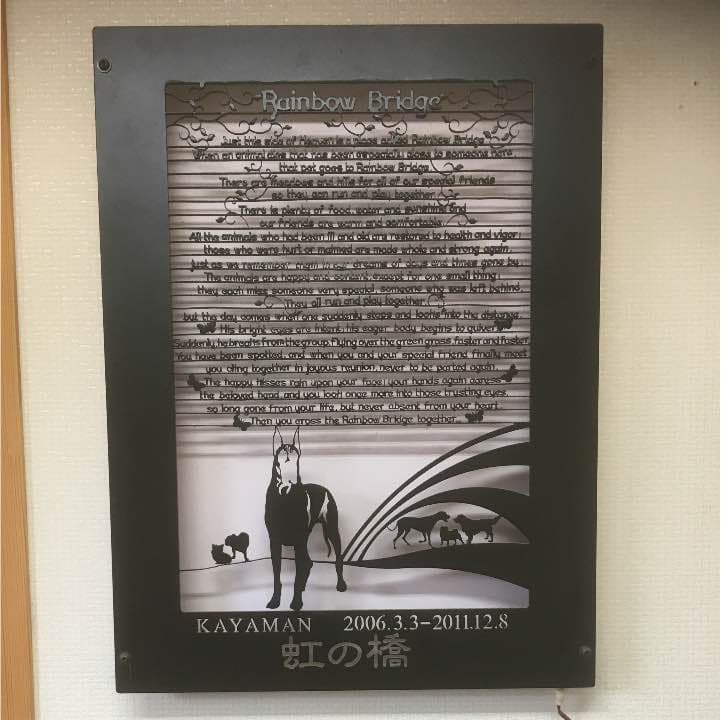 Rainbow Bridge
Just this side of Heaven is a place called Rainbow Bridge.
When an animal dies that has been especially close to someone here
that pet goes to Rainbow Bridge.
There are meadows and hills for all of our special friends
so they can run and play together.
There is plenty of food, water and sunshine and
our friends are warm and comfortable.
All the animals who had been ill and old are restored to health and vigor;
those who were hurt or maimed are made whole and strong again
just as we remember them in our dreams of days and times gone by.
The animals are happy and content, except for one small thing;
they each miss someone very special, someone who was left behind.
They all run and play together,
but the day comes when one suddenly stops and looks into the distance.
His bright eyes are intent; his eager body begins to quiver.
Suddenly, he breaks from the group, flying over the green grass, faster and faster.
You have been spotted, and when you and your special friend finally meet
you cling together in joyous reunion, never to be parted again.
The happy kisses rain upon your face; your hands again caress
the beloved head, and you look once more into those trusting eyes,
so long gone from your life, but never absent from your heart.
Then you cross the Rainbow Bridge together...
KAYAMAN 2006.3.3-2011.12.8
虹の橋